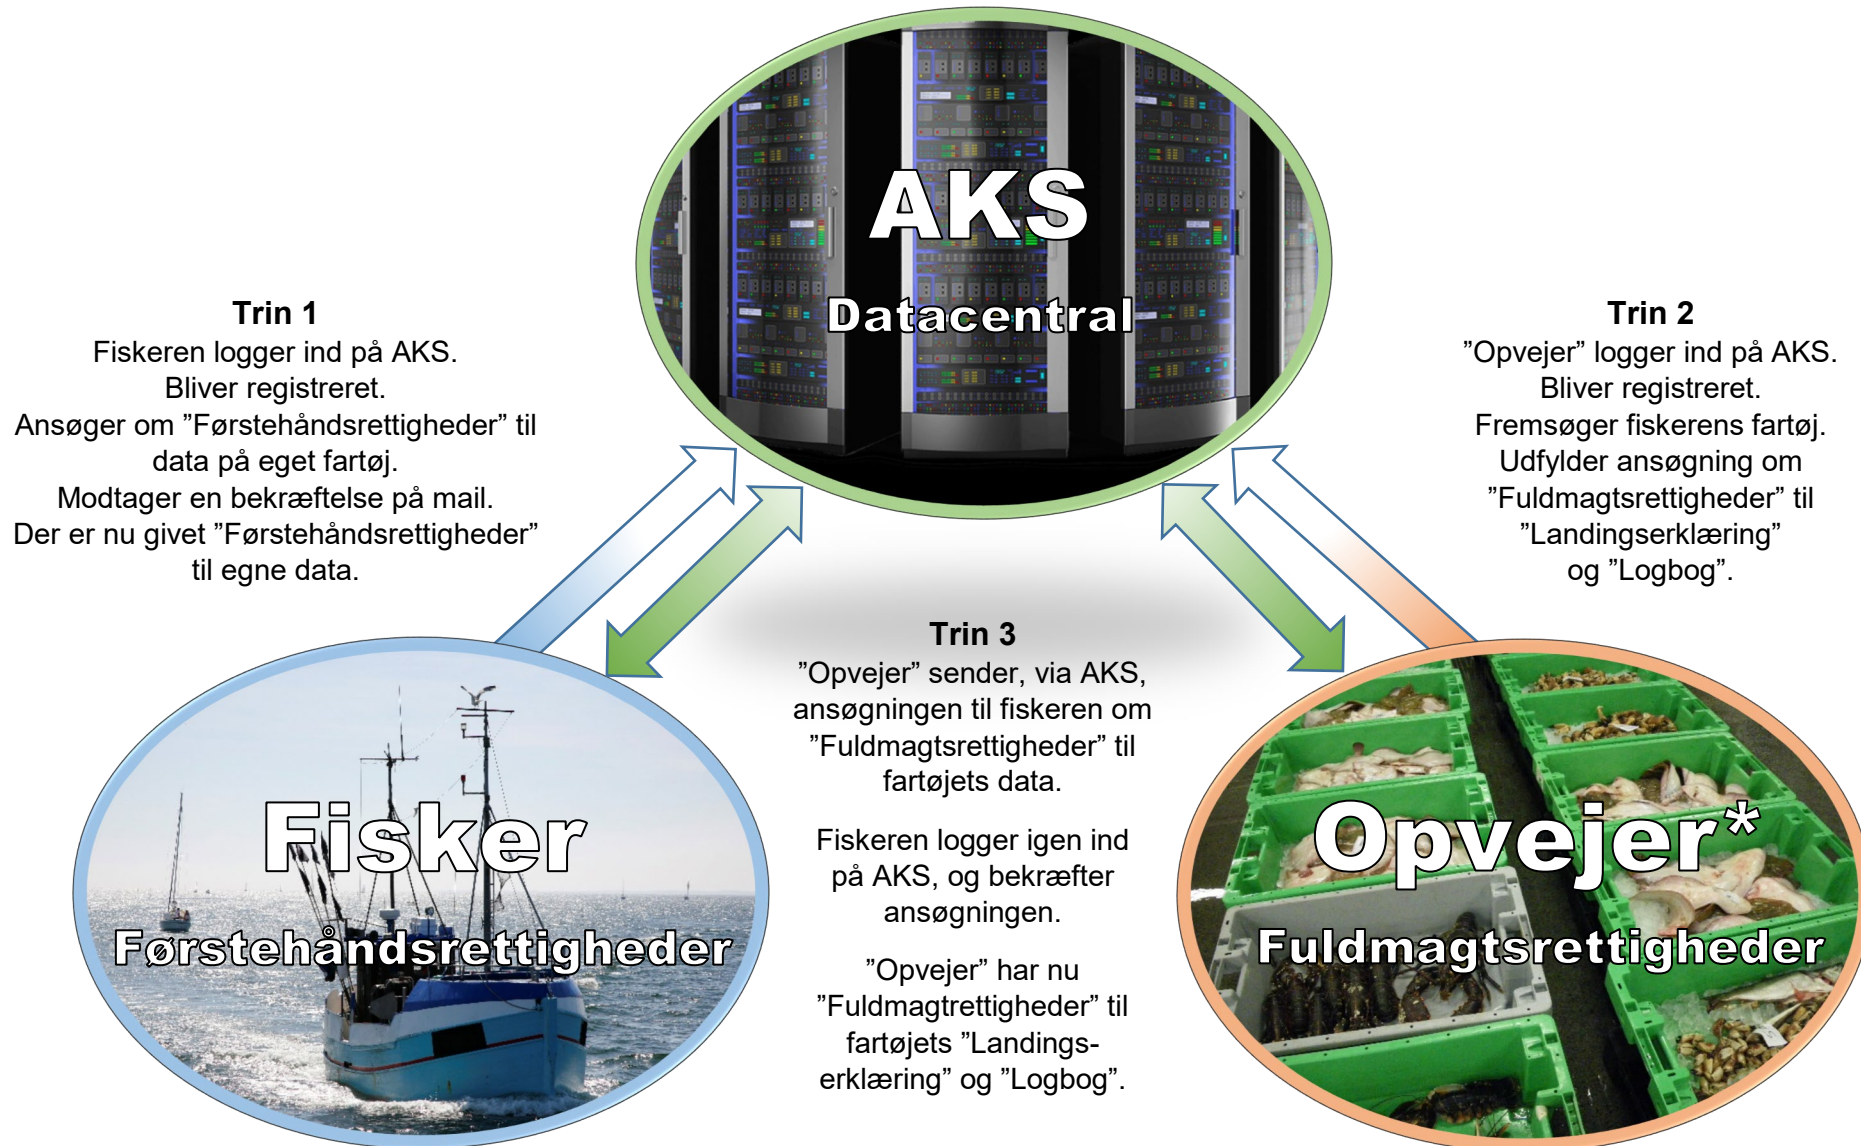 AKS
Datacentral
Trin 1
Fiskeren logger ind på AKS.
Bliver registreret.
Ansøger om ”Førstehåndsrettigheder” til
data på eget fartøj.
Modtager en bekræftelse på mail.
Der er nu givet ”Førstehåndsrettigheder”
til egne data.
Trin 2
”Opvejer” logger ind på AKS.
Bliver registreret.
Fremsøger fiskerens fartøj.
Udfylder ansøgning om
”Fuldmagtsrettigheder” til
”Landingserklæring”
og ”Logbog”.
Trin 3
”Opvejer” sender, via AKS,
ansøgningen til fiskeren om
”Fuldmagtsrettigheder” til
fartøjets data.
Fiskeren logger igen ind
på AKS, og bekræfter
ansøgningen.
”Opvejer” har nu
”Fuldmagtrettigheder” til
fartøjets ”Landings-
erklæring” og ”Logbog”.
Fisker
Førstehåndsrettigheder
Opvejer*
Fuldmagtsrettigheder